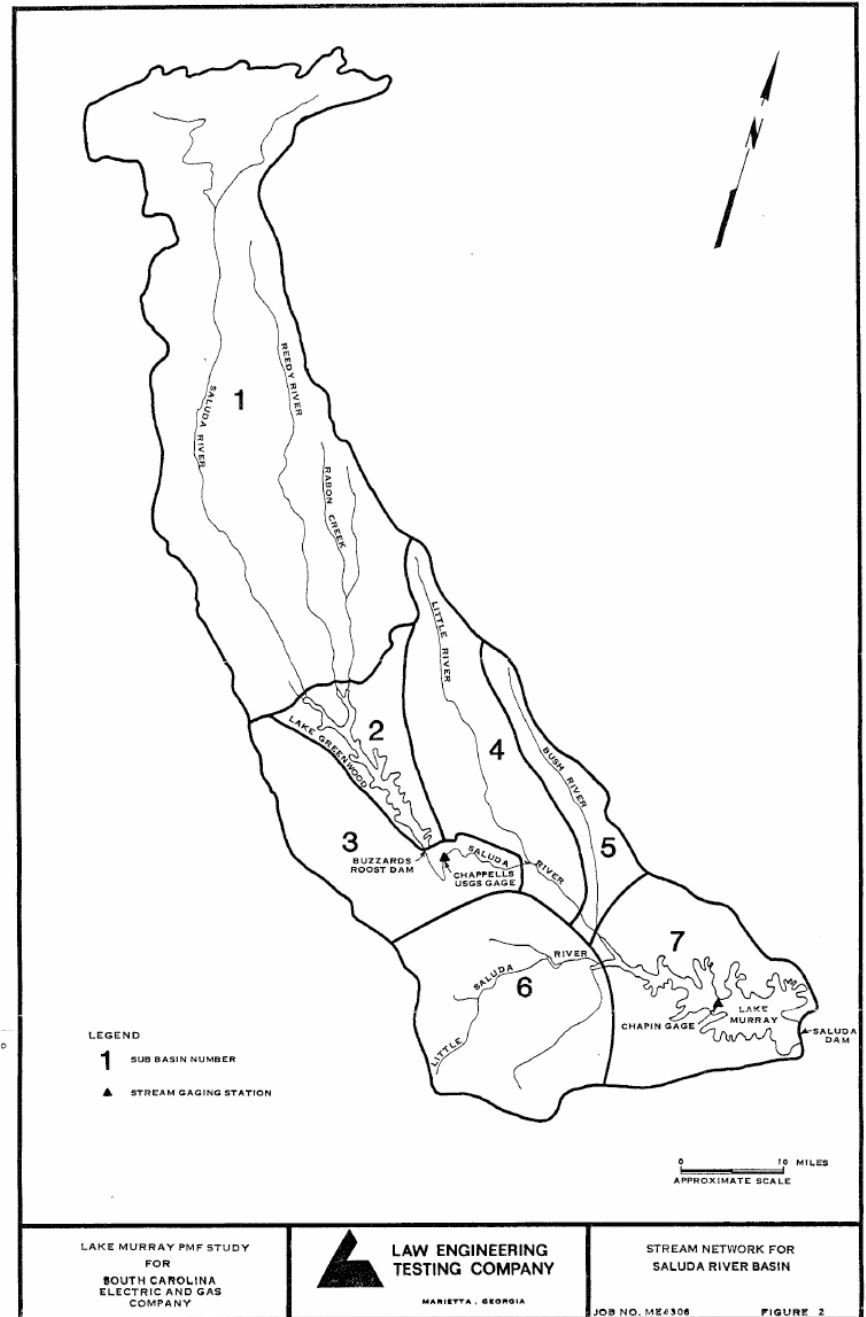 N
1
SALUDA RIVER
REEDY RIVER
RABON CREEK
LITTLE RIVER
2
LAKE GREENWOOD
4
BUSH RIVER
3
BUZZARDS
ROOST DAM
SALUDA RIVER
CHAPPELLS
USGS GAGE
5
7
LITTLE SALUDA RIVER
6
CHAPIN GAGE
LAKE
MURRAY
SALUDA
DAM
LEGEND
1 SUB BASIN NUMBER
STREAM GAGING STATION
0 10 MILES
APPROXIMATE SCALE
LAKE MURRAY PMF STUDY
FOR
SOUTH CAROLINA
ELECTRIC AND GAS
COMPANY
LAW ENGINEERING
TESTING COMPANY
MARIETTA, GEORGIA
STREAM NETWORK FOR
SALUDA RIVER BASIN
JOB NO. ME4306 FIGURE 2